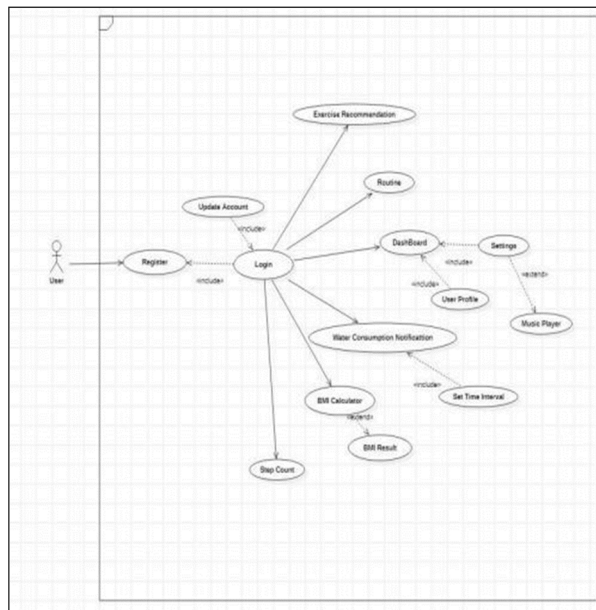 Exercise Recommendation
Routine
Update Account
<include>
DashBoard
Settings
<include>
Register
Login
<include>
<include>
<extend>
User
User Profile
Music Player
Water Consumption Notification
<include>
BMI Calculator
Set Time Interval
<extend>
BMI Result
Step Count